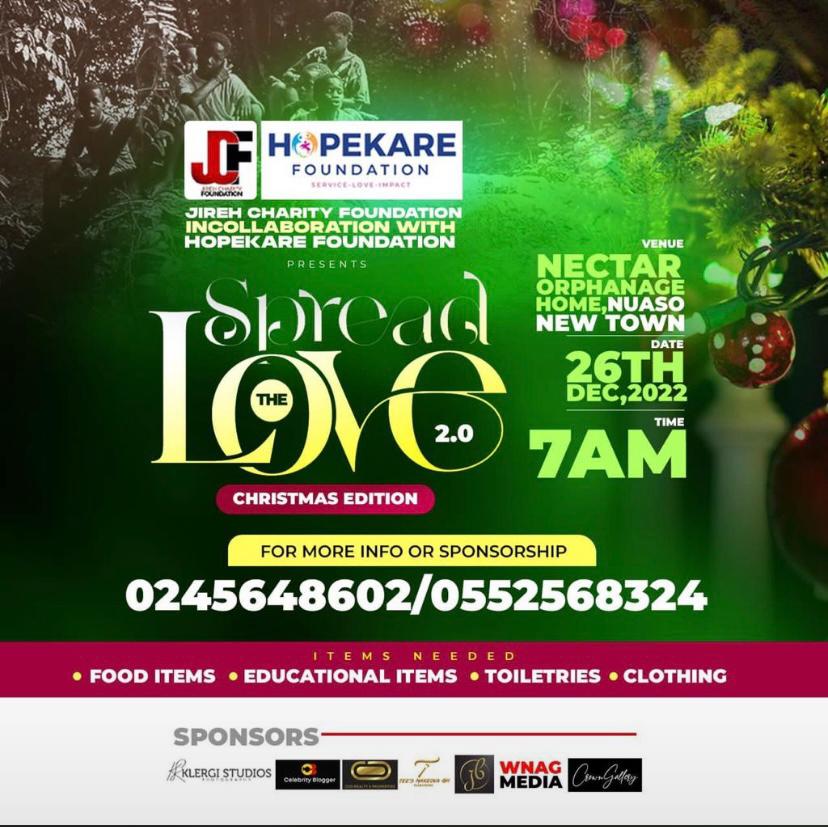 JCF
JIREH CHARITY
FOUNDATION
HOPEKARE
FOUNDATION
SERVICE-LOVE-IMPACT
JIREH CHARITY FOUNDATION
INCOLLABORATION WITH
HOPEKARE FOUNDATION
PRESENTS
Spread
THE
LOVE
2.0
CHRISTMAS EDITION
VENUE
NECTAR
ORPHANAGE
HOME,NUASO
NEW TOWN
DATE
26TH
DEC,2022
TIME
7AM
FOR MORE INFO OR SPONSORSHIP
0245648602/0552568324
ITEMS NEEDED
• FOOD ITEMS • EDUCATIONAL ITEMS • TOILETRIES • CLOTHING
SPONSORS
KLERGI STUDIOS
PHOTOGRAPHY
Celebrity Blogger
WNAG
MEDIA
Crown Gallery